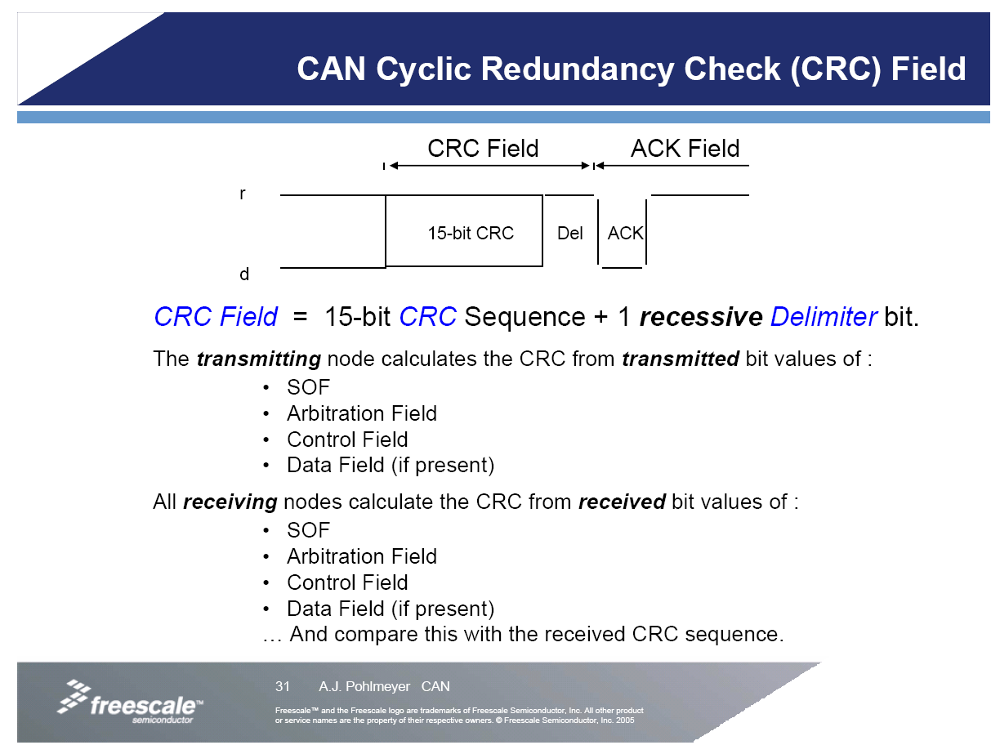 CAN Cyclic Redundancy Check (CRC) Field
CRC Field ACK Field
r
15-bit CRC Del ACK
d
CRC Field = 15-bit CRC Sequence + 1 recessive Delimiter bit.
The transmitting node calculates the CRC from transmitted bit values of :
• SOF
• Arbitration Field
• Control Field
• Data Field (if present)
All receiving nodes calculate the CRC from received bit values of :
• SOF
• Arbitration Field
• Control Field
• Data Field (if present)
… And compare this with the received CRC sequence.
31 A.J. Pohlmeyer CAN
freescale™
semiconductor
Freescale™ and the Freescale logo are trademarks of Freescale Semiconductor, Inc. All other product
or service names are the property of their respective owners. © Freescale Semiconductor, Inc. 2005